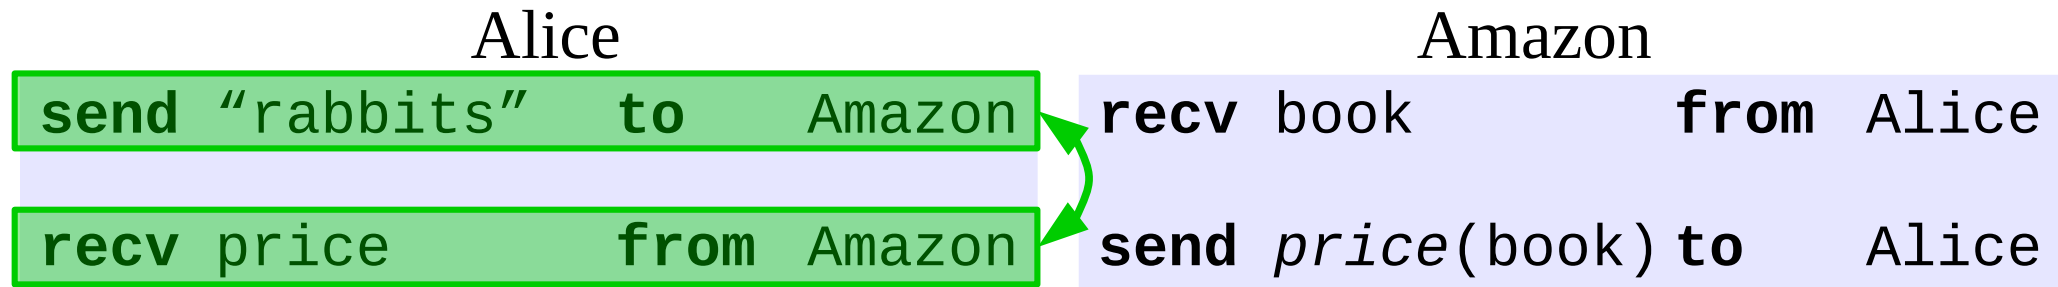 Alice Amazon
send “rabbits” to Amazon recv book from Alice
recv price from Amazon send price(book) to Alice